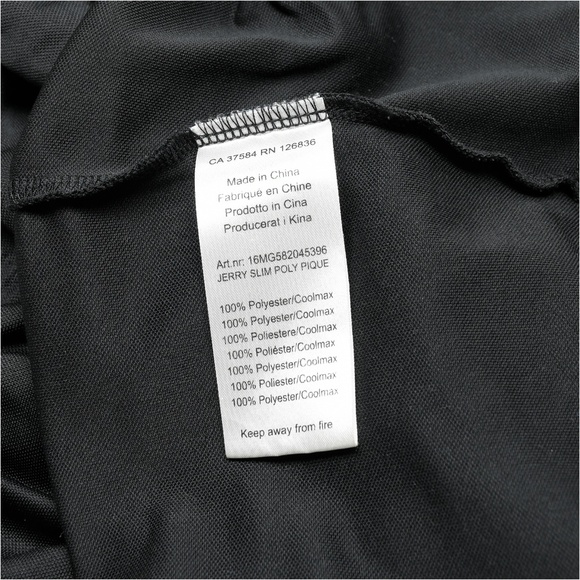 CA 37584 RN 126836
Made in China
Fabriqué en Chine
Prodotto in Cina
Producerat i Kina
Art.nr: 16MG582045396
JERRY SLIM POLY PIQUE
100% Polyester/Coolmax
100% Polyester/Coolmax
100% Poliestere/Coolmax
100% Poliéster/Coolmax
100% Polyester/Coolmax
100% Poliester/Coolmax
100% Polyester/Coolmax
Keep away from fire